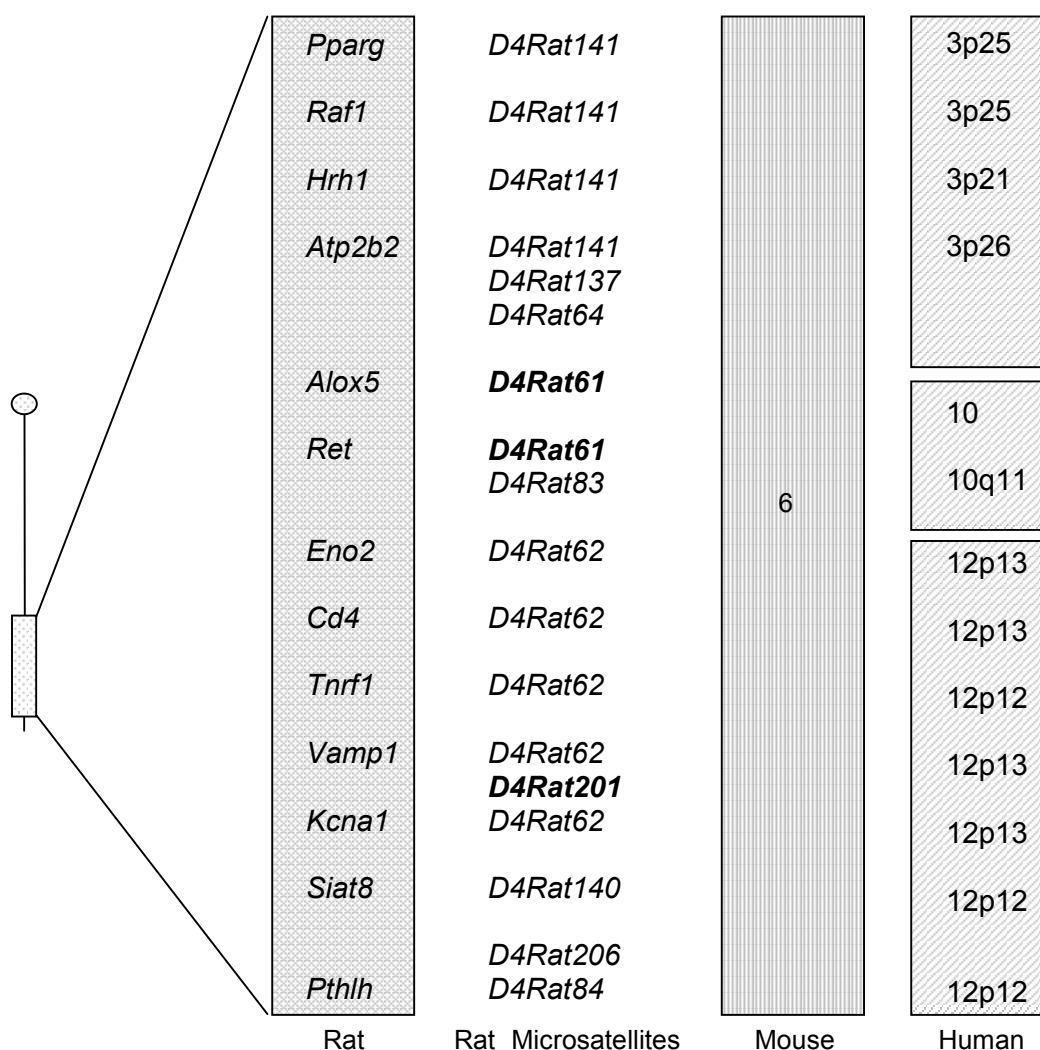 Pparg D4Rat141 3p25
Raf1 D4Rat141 3p25
Hrh1 D4Rat141 3p21
Atp2b2 D4Rat141 3p26
D4Rat137
D4Rat64
Alox5 D4Rat61 10
Ret D4Rat61
D4Rat83 10q11
6
Eno2 D4Rat62 12p13
Cd4 D4Rat62 12p13
Tnrf1 D4Rat62 12p12
Vamp1 D4Rat62 12p13
D4Rat201
Kcna1 D4Rat62 12p13
Siat8 D4Rat140 12p12
D4Rat206
Pthlh D4Rat84 12p12
Rat Rat Microsatellites Mouse Human